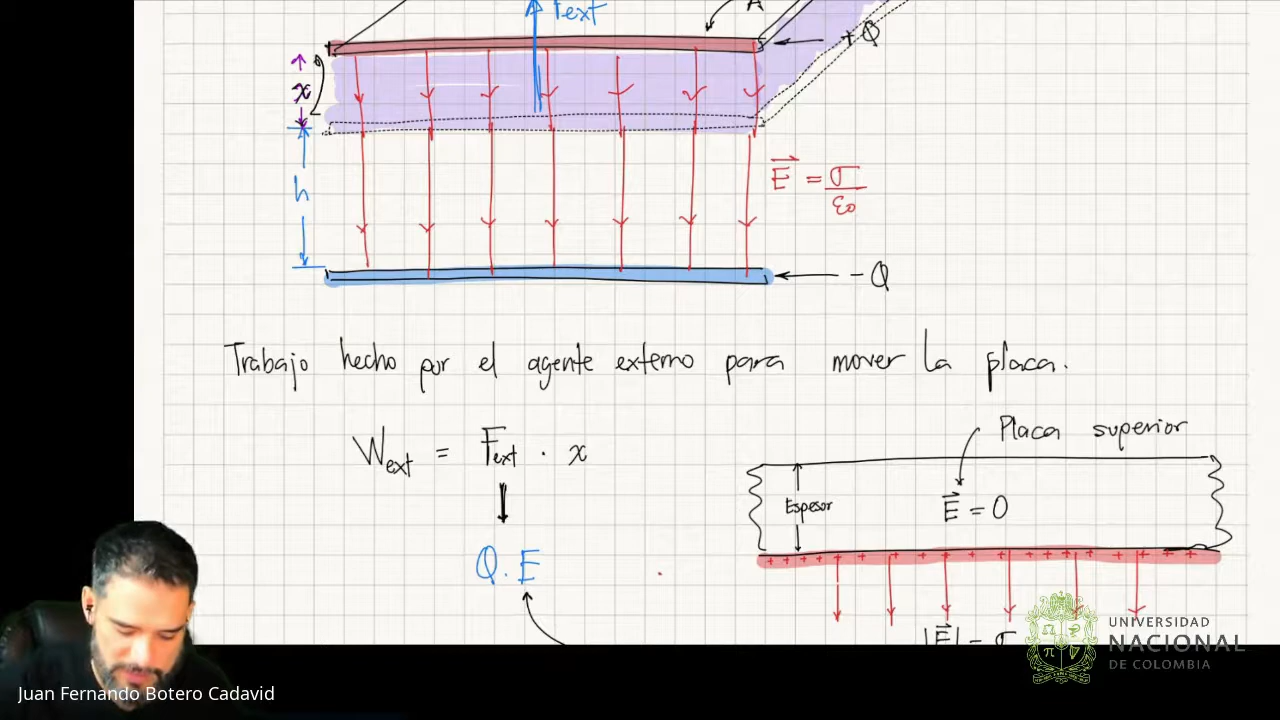 Fext
A
+Q
x
h
E = σ/ε₀
-Q
Trabajo hecho por el agente externo para mover la placa.
Placa superior
Wext = Fext · x
Espesor
E = 0
Q. E
+ + + + + + + + + + + + + + + + + +
|E| = σ
UNIVERSIDAD
NACIONAL
DE COLOMBIA
Juan Fernando Botero Cadavid